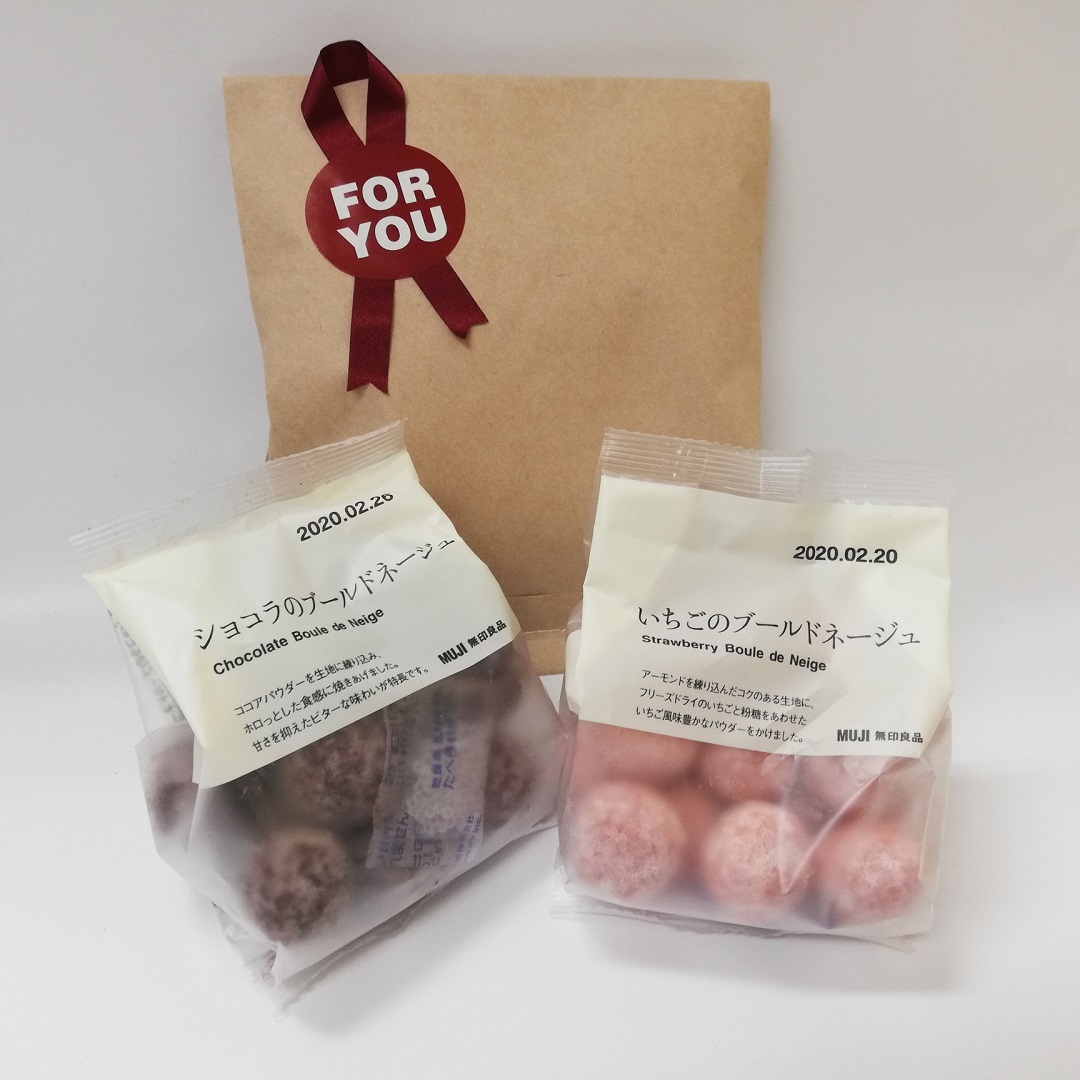 FOR
YOU
2020.02.26
ショコラのブールドネージュ
Chocolate Boule de Neige
ココアパウダーを生地に練り込み、
ホロっとした食感に焼きあげました。
甘さを抑えたビターな味わいが特長です。
MUJI 無印良品
2020.02.20
いちごのブールドネージュ
Strawberry Boule de Neige
アーモンドを練り込んだコクのある生地に、
フリーズドライのいちごと粉糖をあわせた
いちご風味豊かなパウダーをかけました。
MUJI 無印良品